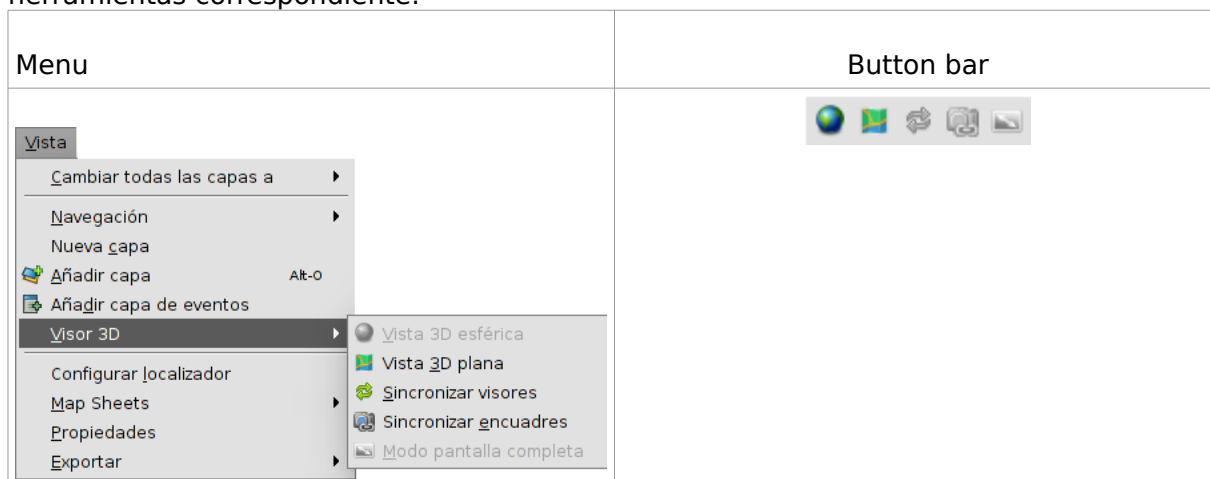 herramientas correspondiente.
Menu
Button bar
Vista
Cambiar todas las capas a
Navegación
Nueva capa
Añadir capa Alt-O
Añadir capa de eventos
Visor 3D
Vista 3D esférica
Vista 3D plana
Sincronizar visores
Sincronizar encuadres
Modo pantalla completa
Configurar localizador
Map Sheets
Propiedades
Exportar